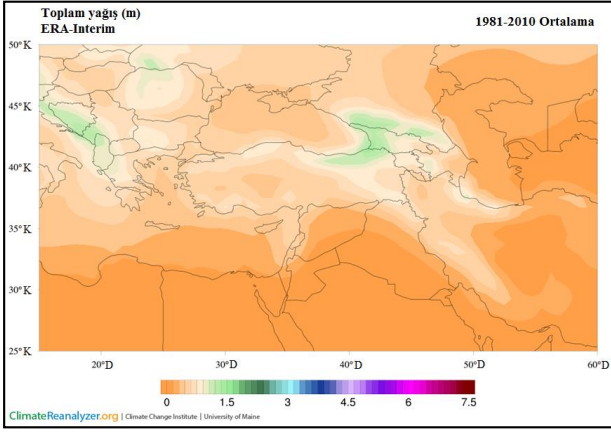 Toplam yağış (m)
ERA-Interim
1981-2010 Ortalama
50°K
45°K
40°K
35°K
30°K
25°K
20°D 30°D 40°D 50°D 60°D
0 1.5 3 4.5 6 7.5
ClimateReanalyzer.org | Climate Change Institute | University of Maine